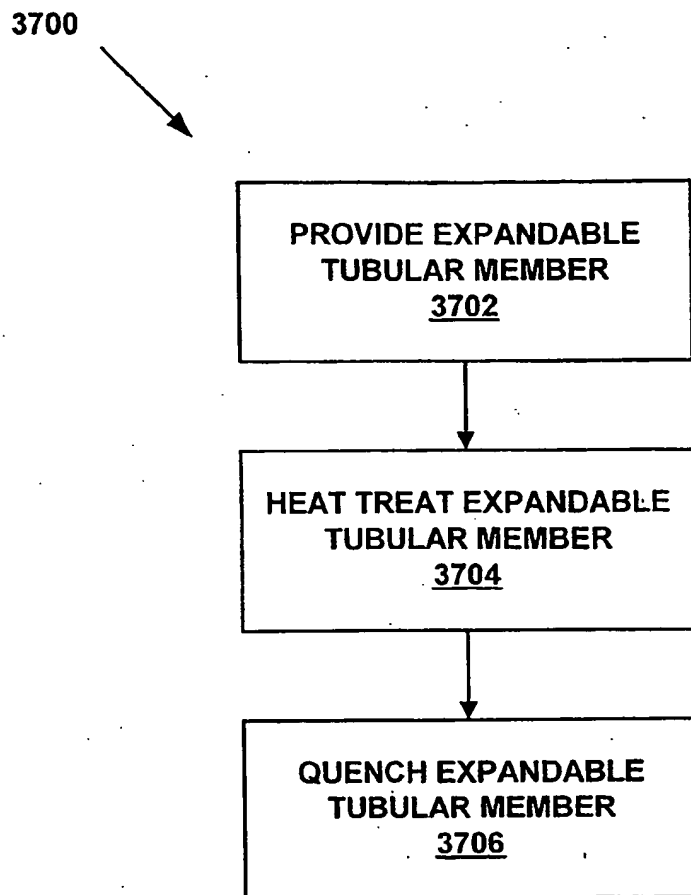 3700
PROVIDE EXPANDABLE
TUBULAR MEMBER
3702
HEAT TREAT EXPANDABLE
TUBULAR MEMBER
3704
QUENCH EXPANDABLE
TUBULAR MEMBER
3706